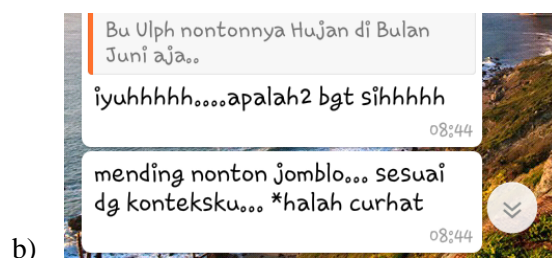 Bu Ulph nontonnya Hujan di Bulan
Juni aja..
iyuhhhhh....apalah2 bgt sihhhhh
08:44
mending nonton jomblo... sesuai
dg konteksku... *halah curhat
08:44
b)